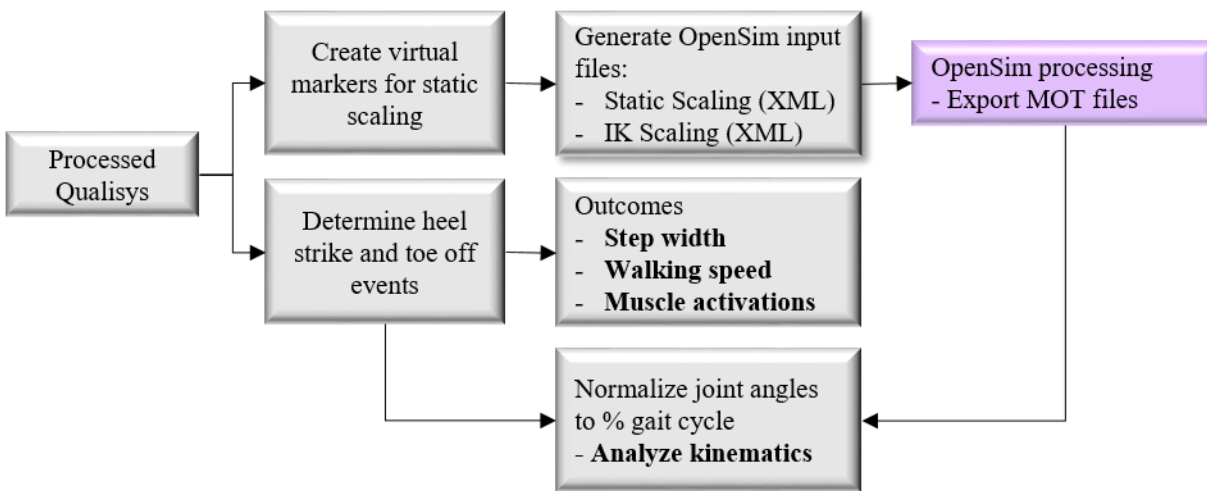 Create virtual
markers for static
scaling
Generate OpenSim input
files:
- Static Scaling (XML)
- IK Scaling (XML)
OpenSim processing
- Export MOT files
Processed
Qualisys
Determine heel
strike and toe off
events
Outcomes
- Step width
- Walking speed
- Muscle activations
Normalize joint angles
to % gait cycle
- Analyze kinematics